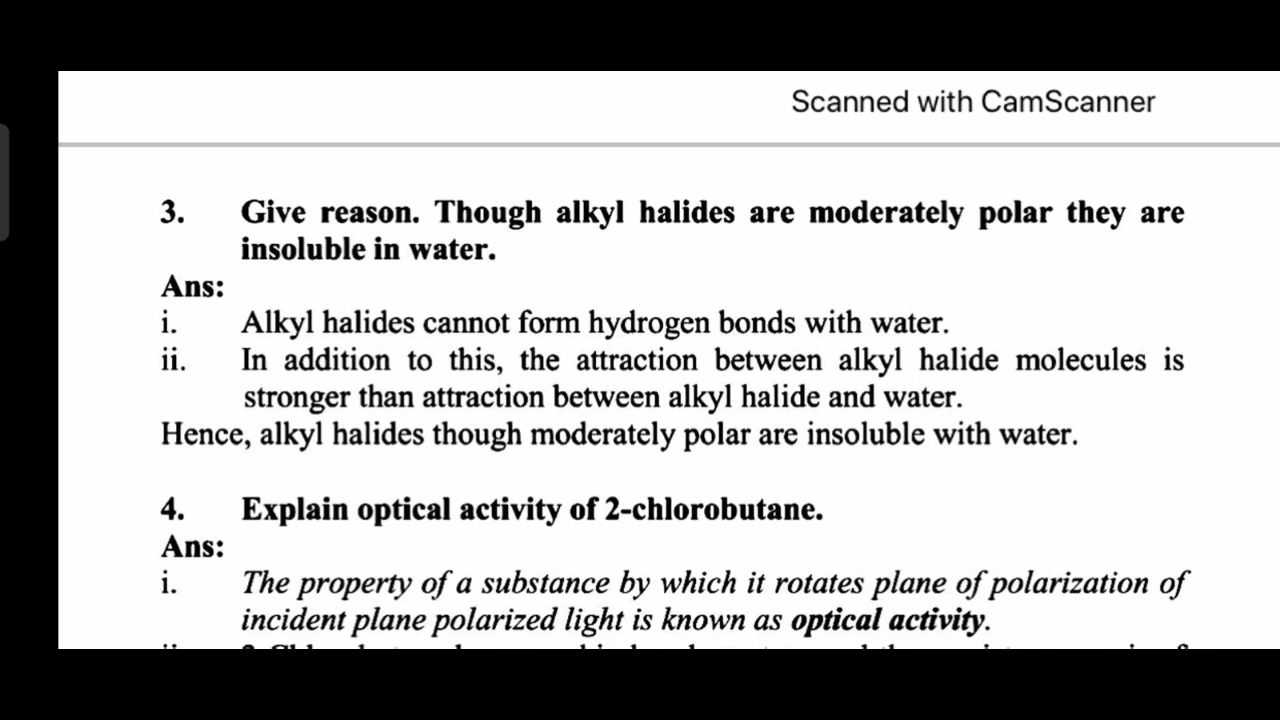 Scanned with CamScanner
3. Give reason. Though alkyl halides are moderately polar they are
insoluble in water.
Ans:
i. Alkyl halides cannot form hydrogen bonds with water.
ii. In addition to this, the attraction between alkyl halide molecules is
stronger than attraction between alkyl halide and water.
Hence, alkyl halides though moderately polar are insoluble with water.
4. Explain optical activity of 2-chlorobutane.
Ans:
i. The property of a substance by which it rotates plane of polarization of
incident plane polarized light is known as optical activity.